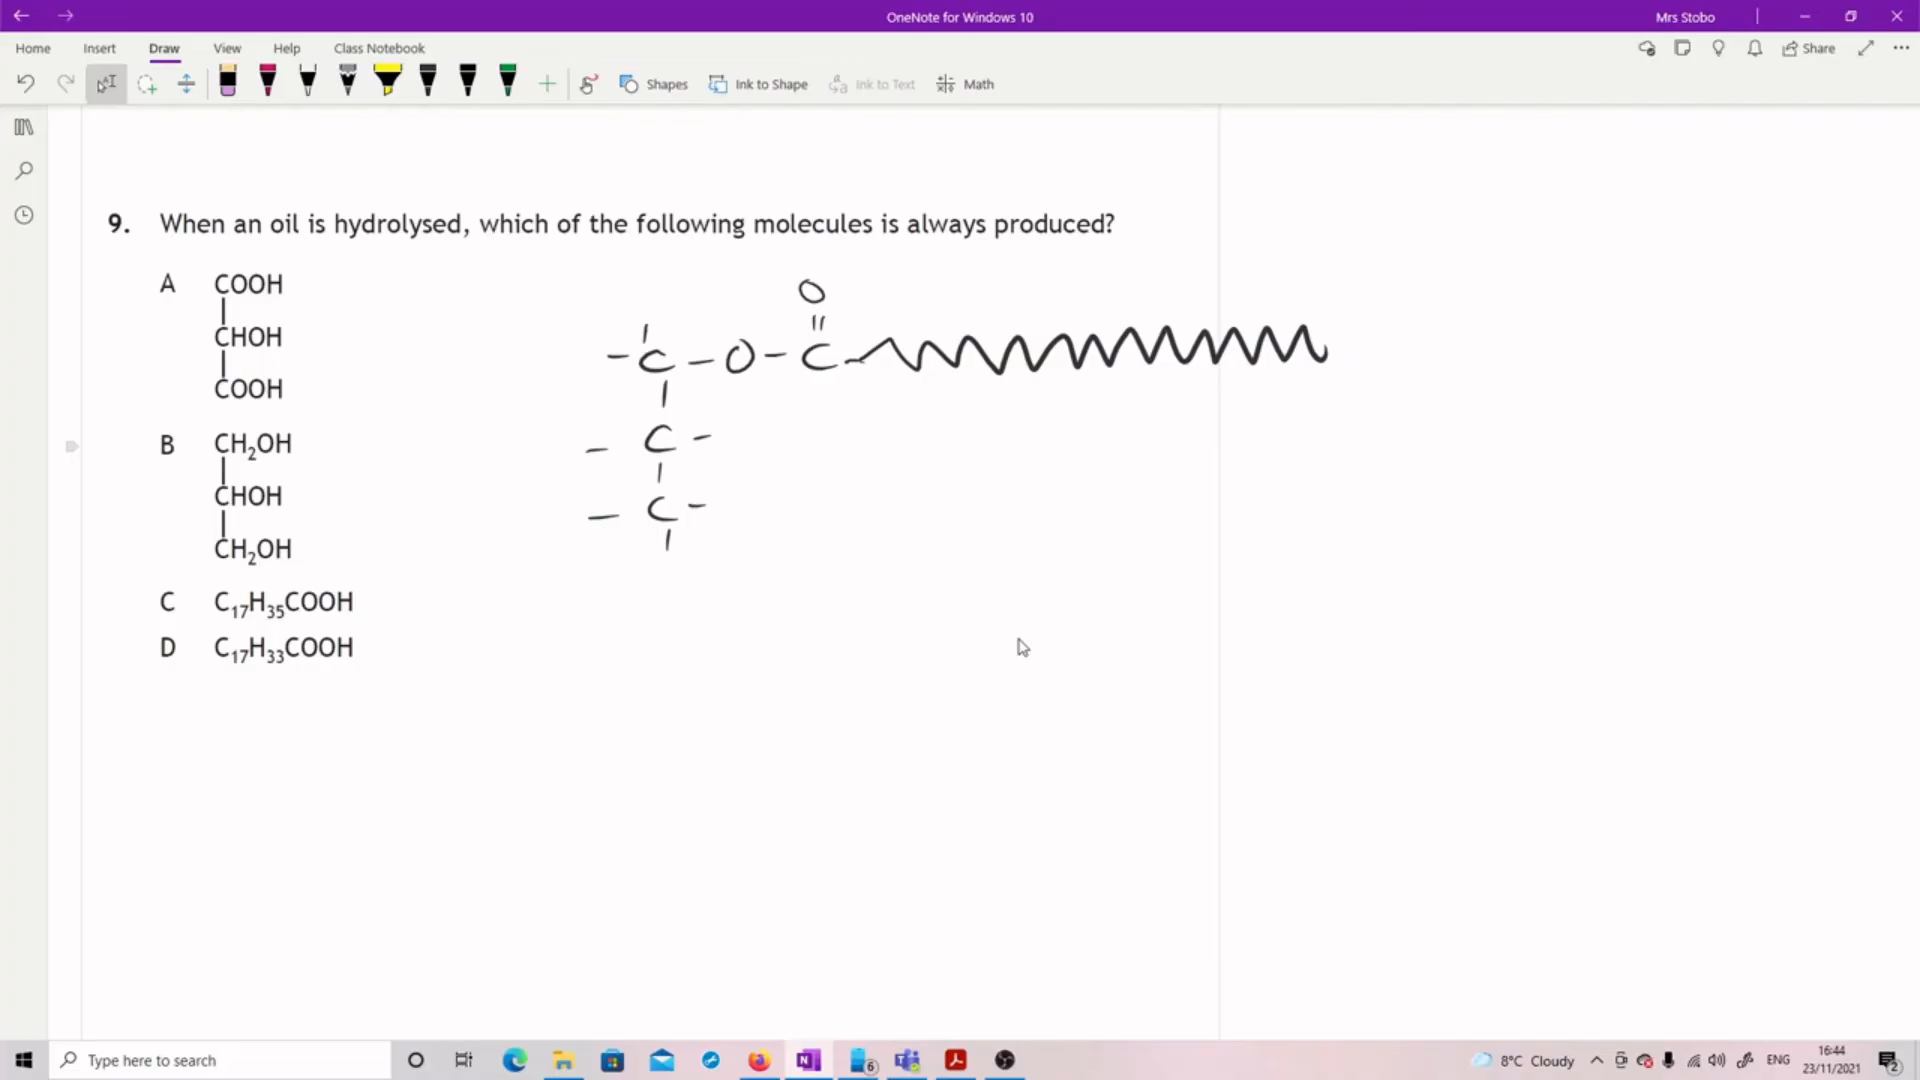 OneNote for Windows 10
Mrs Stobo
Home Insert Draw View Help Class Notebook
Share
Shapes Ink to Shape Ink to Text Math
9. When an oil is hydrolysed, which of the following molecules is always produced?
A COOH
CHOH
COOH
B CH₂OH
CHOH
CH₂OH
C C₁₇H₃₅COOH
D C₁₇H₃₃COOH
O
C - O - C
C
C
Type here to search
6
8°C Cloudy
ENG
16:44
23/11/2021
2